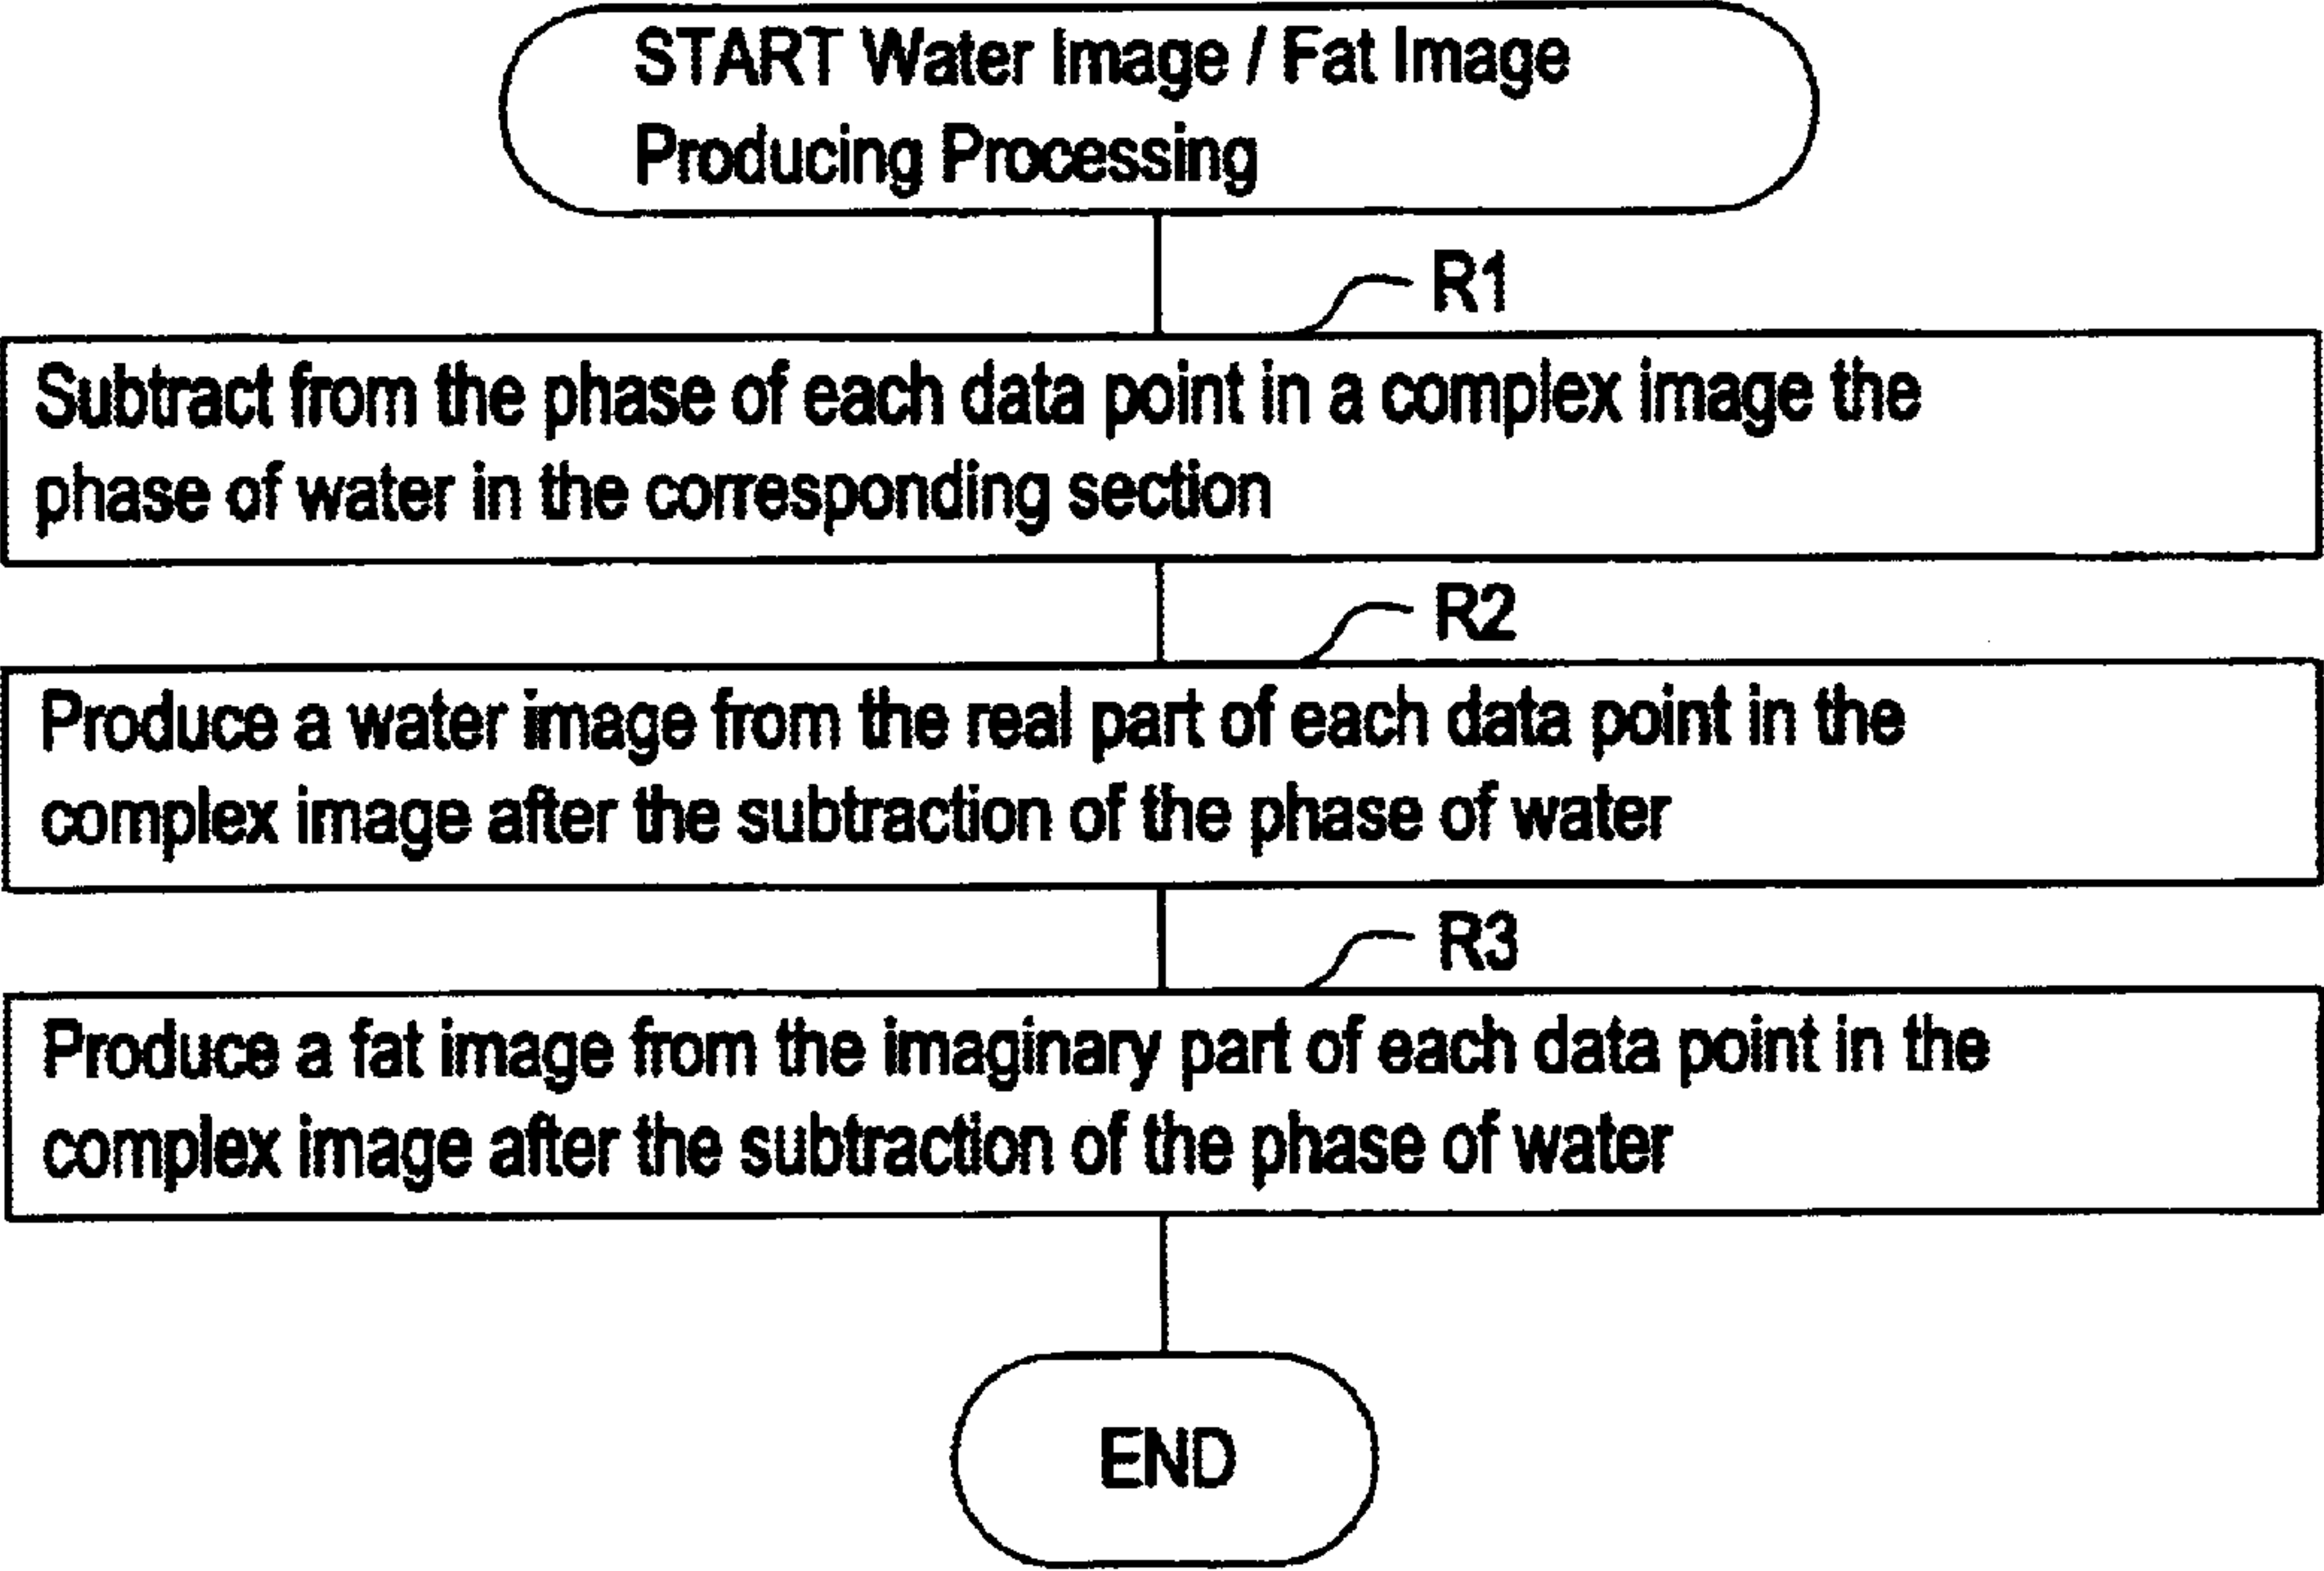 START Water Image / Fat Image
Producing Processing
R1
Subtract from the phase of each data point in a complex image the
phase of water in the corresponding section
R2
Produce a water image from the real part of each data point in the
complex image after the subtraction of the phase of water
R3
Produce a fat image from the imaginary part of each data point in the
complex image after the subtraction of the phase of water
END